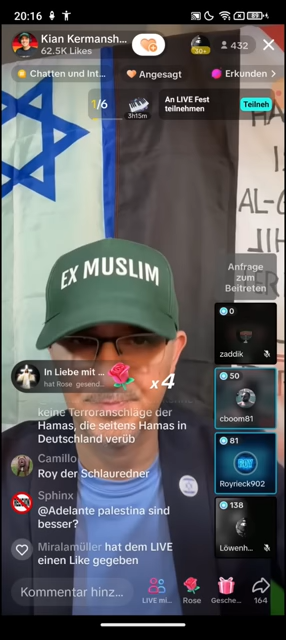 20:16
Kian Kermansh...
62.5K Likes
30+
432
Chatten und Int...
Angesagt
Erkunden
1/6
3h15m
An LIVE Fest
teilnehmen
Teilneh
EX MUSLIM
Anfrage
zum
Beitreten
0
zaddik
50
cboom81
81
Royrieck902
138
Löwenh...
In Liebe mit ...
hat Rose gesend
x4
keine Terroranschläge der
Hamas, die seitens Hamas in
Deutschland verüb
Camillo
Roy der Schlauredner
Sphinx
@Adelante palestina sind
besser?
Miralamüller hat dem LIVE
einen Like gegeben
Kommentar hinz...
LIVE mi...
Rose
Gesche...
164